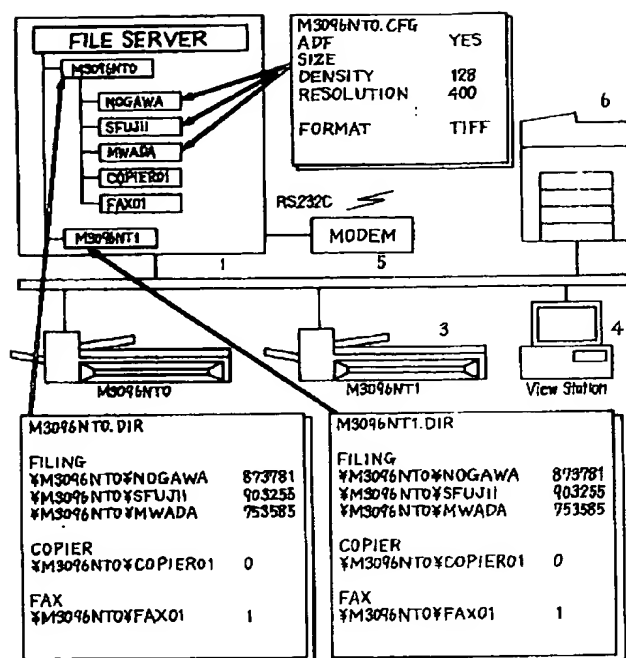 FILE SERVER
M3096NT0
NOGAWA
SFUJII
MWADA
COPIER01
FAX01
M3096NT1
1
M3096NT0.CFG
ADF YES
SIZE
DENSITY 128
RESOLUTION 400
FORMAT TIFF
6
RS232C
MODEM
5
3
4
M3096NT0
M3096NT1
View Station
M3096NT0.DIR
FILING
¥M3096NT0¥NOGAWA 873781
¥M3096NT0¥SFUJII 903255
¥M3096NT0¥MWADA 753585
COPIER
¥M3096NT0¥COPIER01 0
FAX
¥M3096NT0¥FAX01 1
M3096NT1.DIR
FILING
¥M3096NT0¥NOGAWA 873781
¥M3096NT0¥SFUJII 903255
¥M3096NT0¥MWADA 753585
COPIER
¥M3096NT0¥COPIER01 0
FAX
¥M3096NT0¥FAX01 1